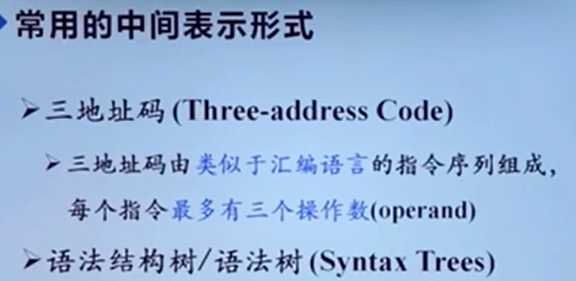 常用的中间表示形式
➢三地址码 (Three-address Code)
➢三地址码由类似于汇编语言的指令序列组成，
每个指令最多有三个操作数(operand)
➢语法结构树/语法树 (Syntax Trees)